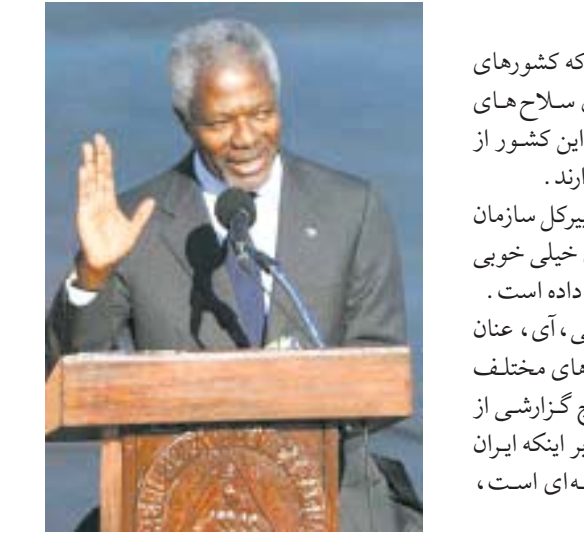 که کشورهای
سلاح‌های
این کشور از
ارند.
بیرکل سازمان
خیلی خوبی
داده است.
ی، آی، عنان
های مختلف
ج گزارشی از
بر اینکه ایران
ه‌ای است،